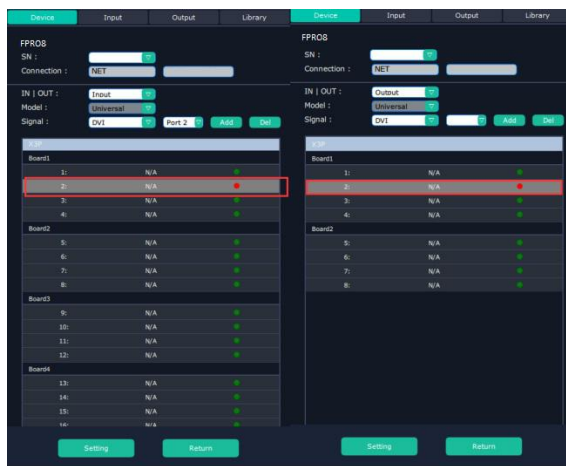 Device Input Output Library
FPRO8
SN :
Connection : NET
IN | OUT : Input
Model : Universal
Signal : DVI Port 2 Add Del
X3P
Board1
1: N/A
2: N/A
3: N/A
4: N/A
Board2
5: N/A
6: N/A
7: N/A
8: N/A
Board3
9: N/A
10: N/A
11: N/A
12: N/A
Board4
13: N/A
14: N/A
15: N/A
16: N/A
Setting Return
Device Input Output Library
FPRO8
SN :
Connection : NET
IN | OUT : Output
Model : Universal
Signal : DVI Add Del
X3P
Board1
1: N/A
2: N/A
3: N/A
4: N/A
Board2
5: N/A
6: N/A
7: N/A
8: N/A
Setting Return